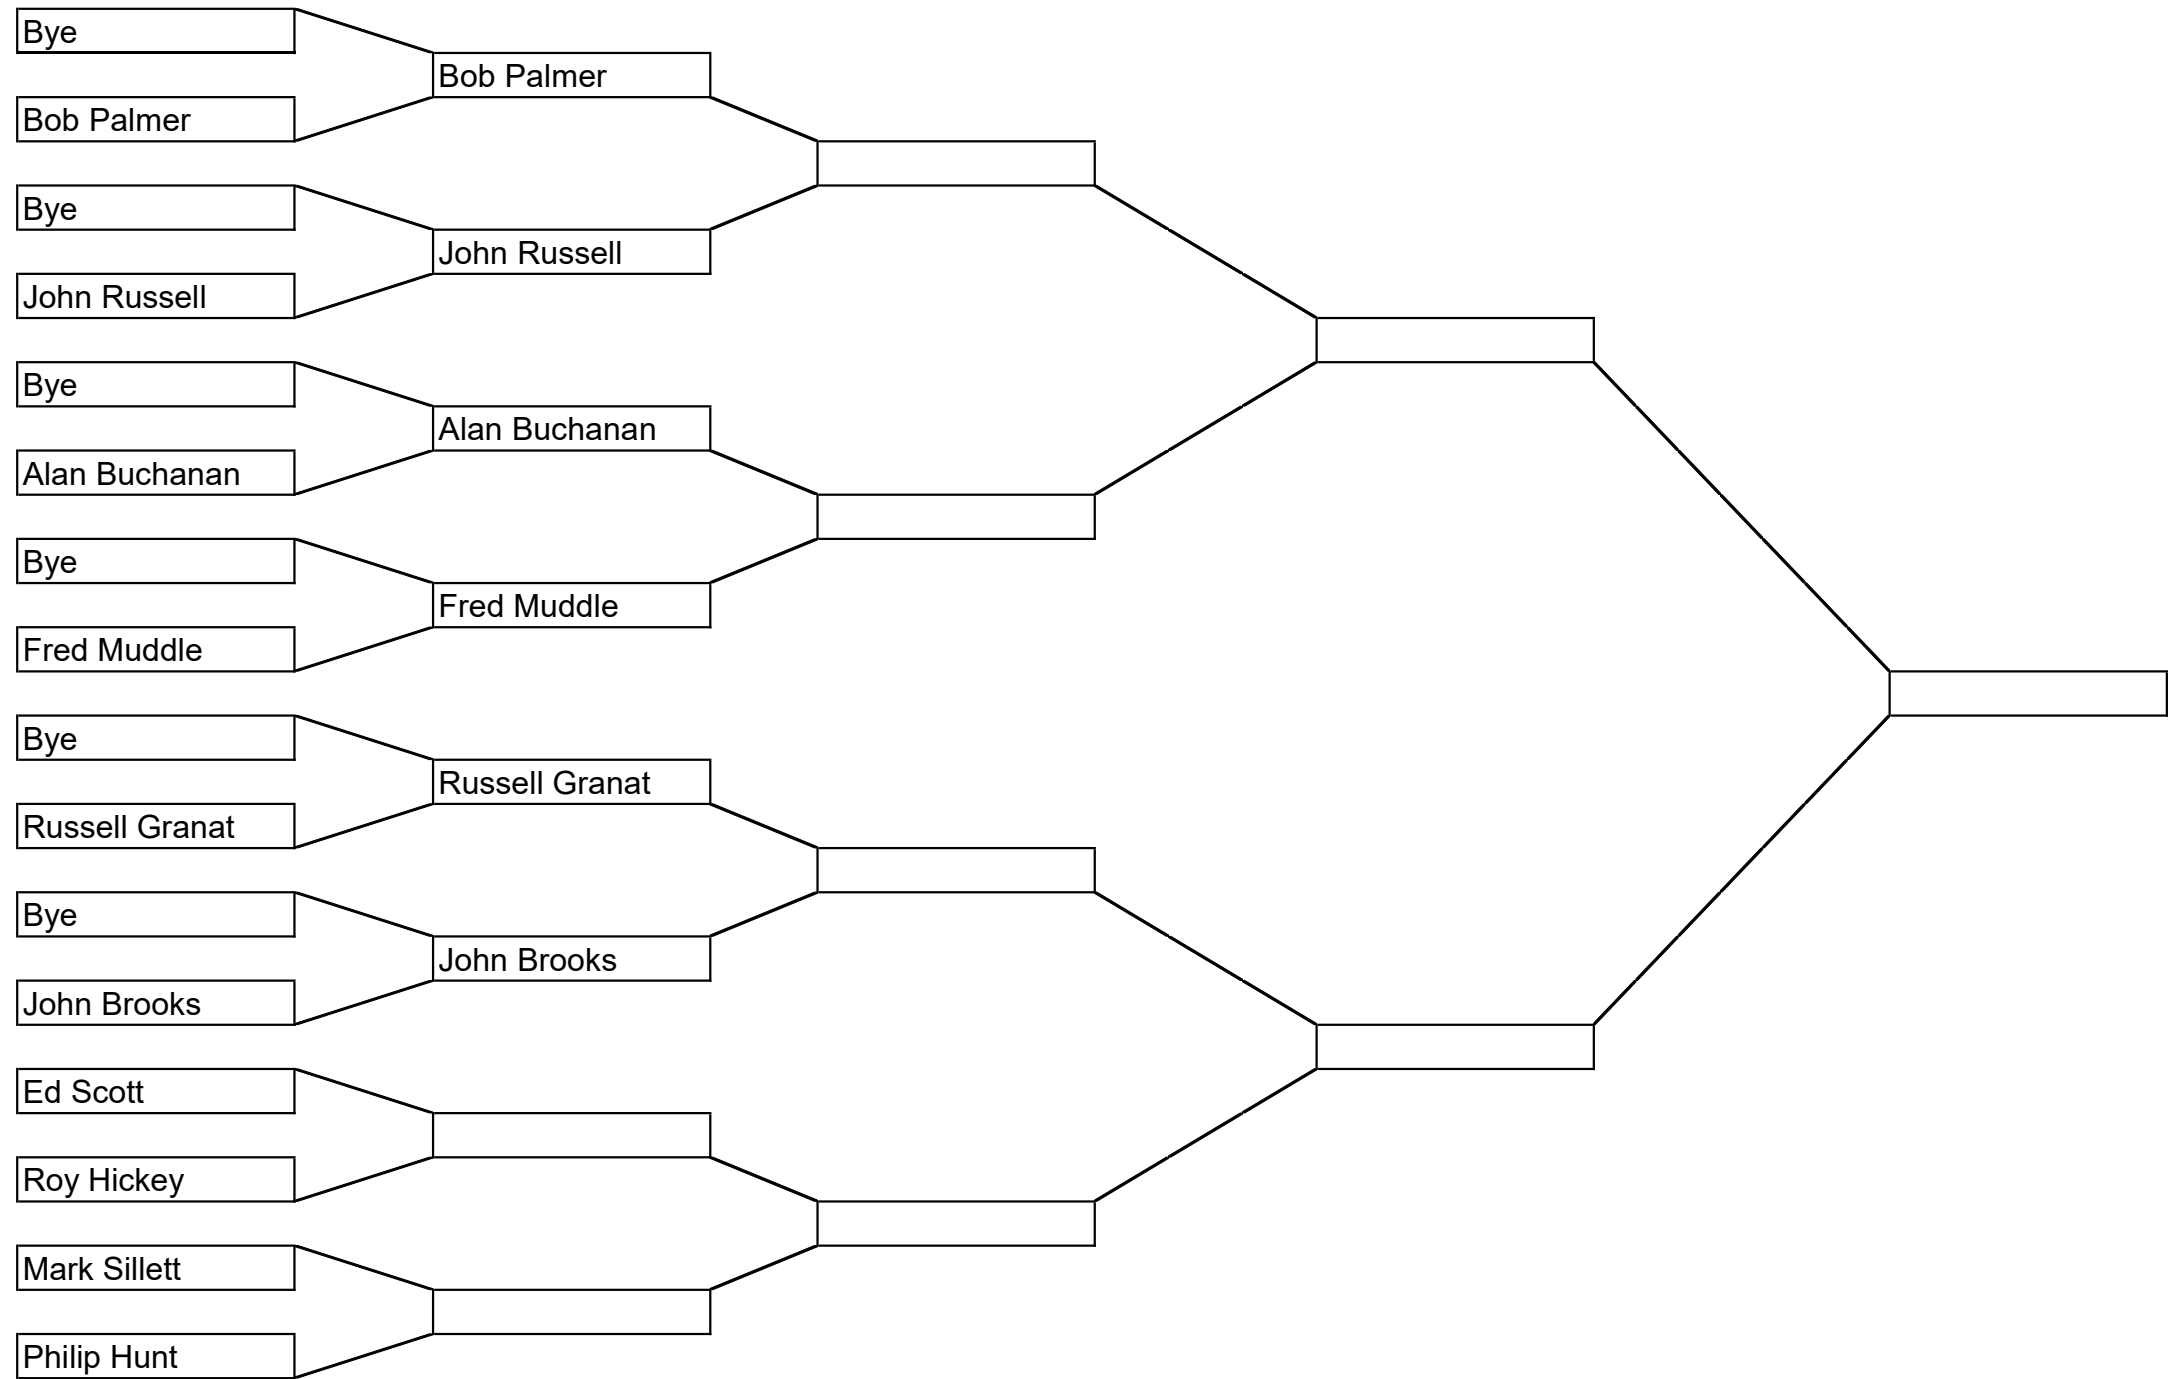 Bye
Bob Palmer
Bob Palmer
Bye
John Russell
John Russell
Bye
Alan Buchanan
Alan Buchanan
Bye
Fred Muddle
Fred Muddle
Bye
Russell Granat
Russell Granat
Bye
John Brooks
John Brooks
Ed Scott
Roy Hickey
Mark Sillett
Philip Hunt